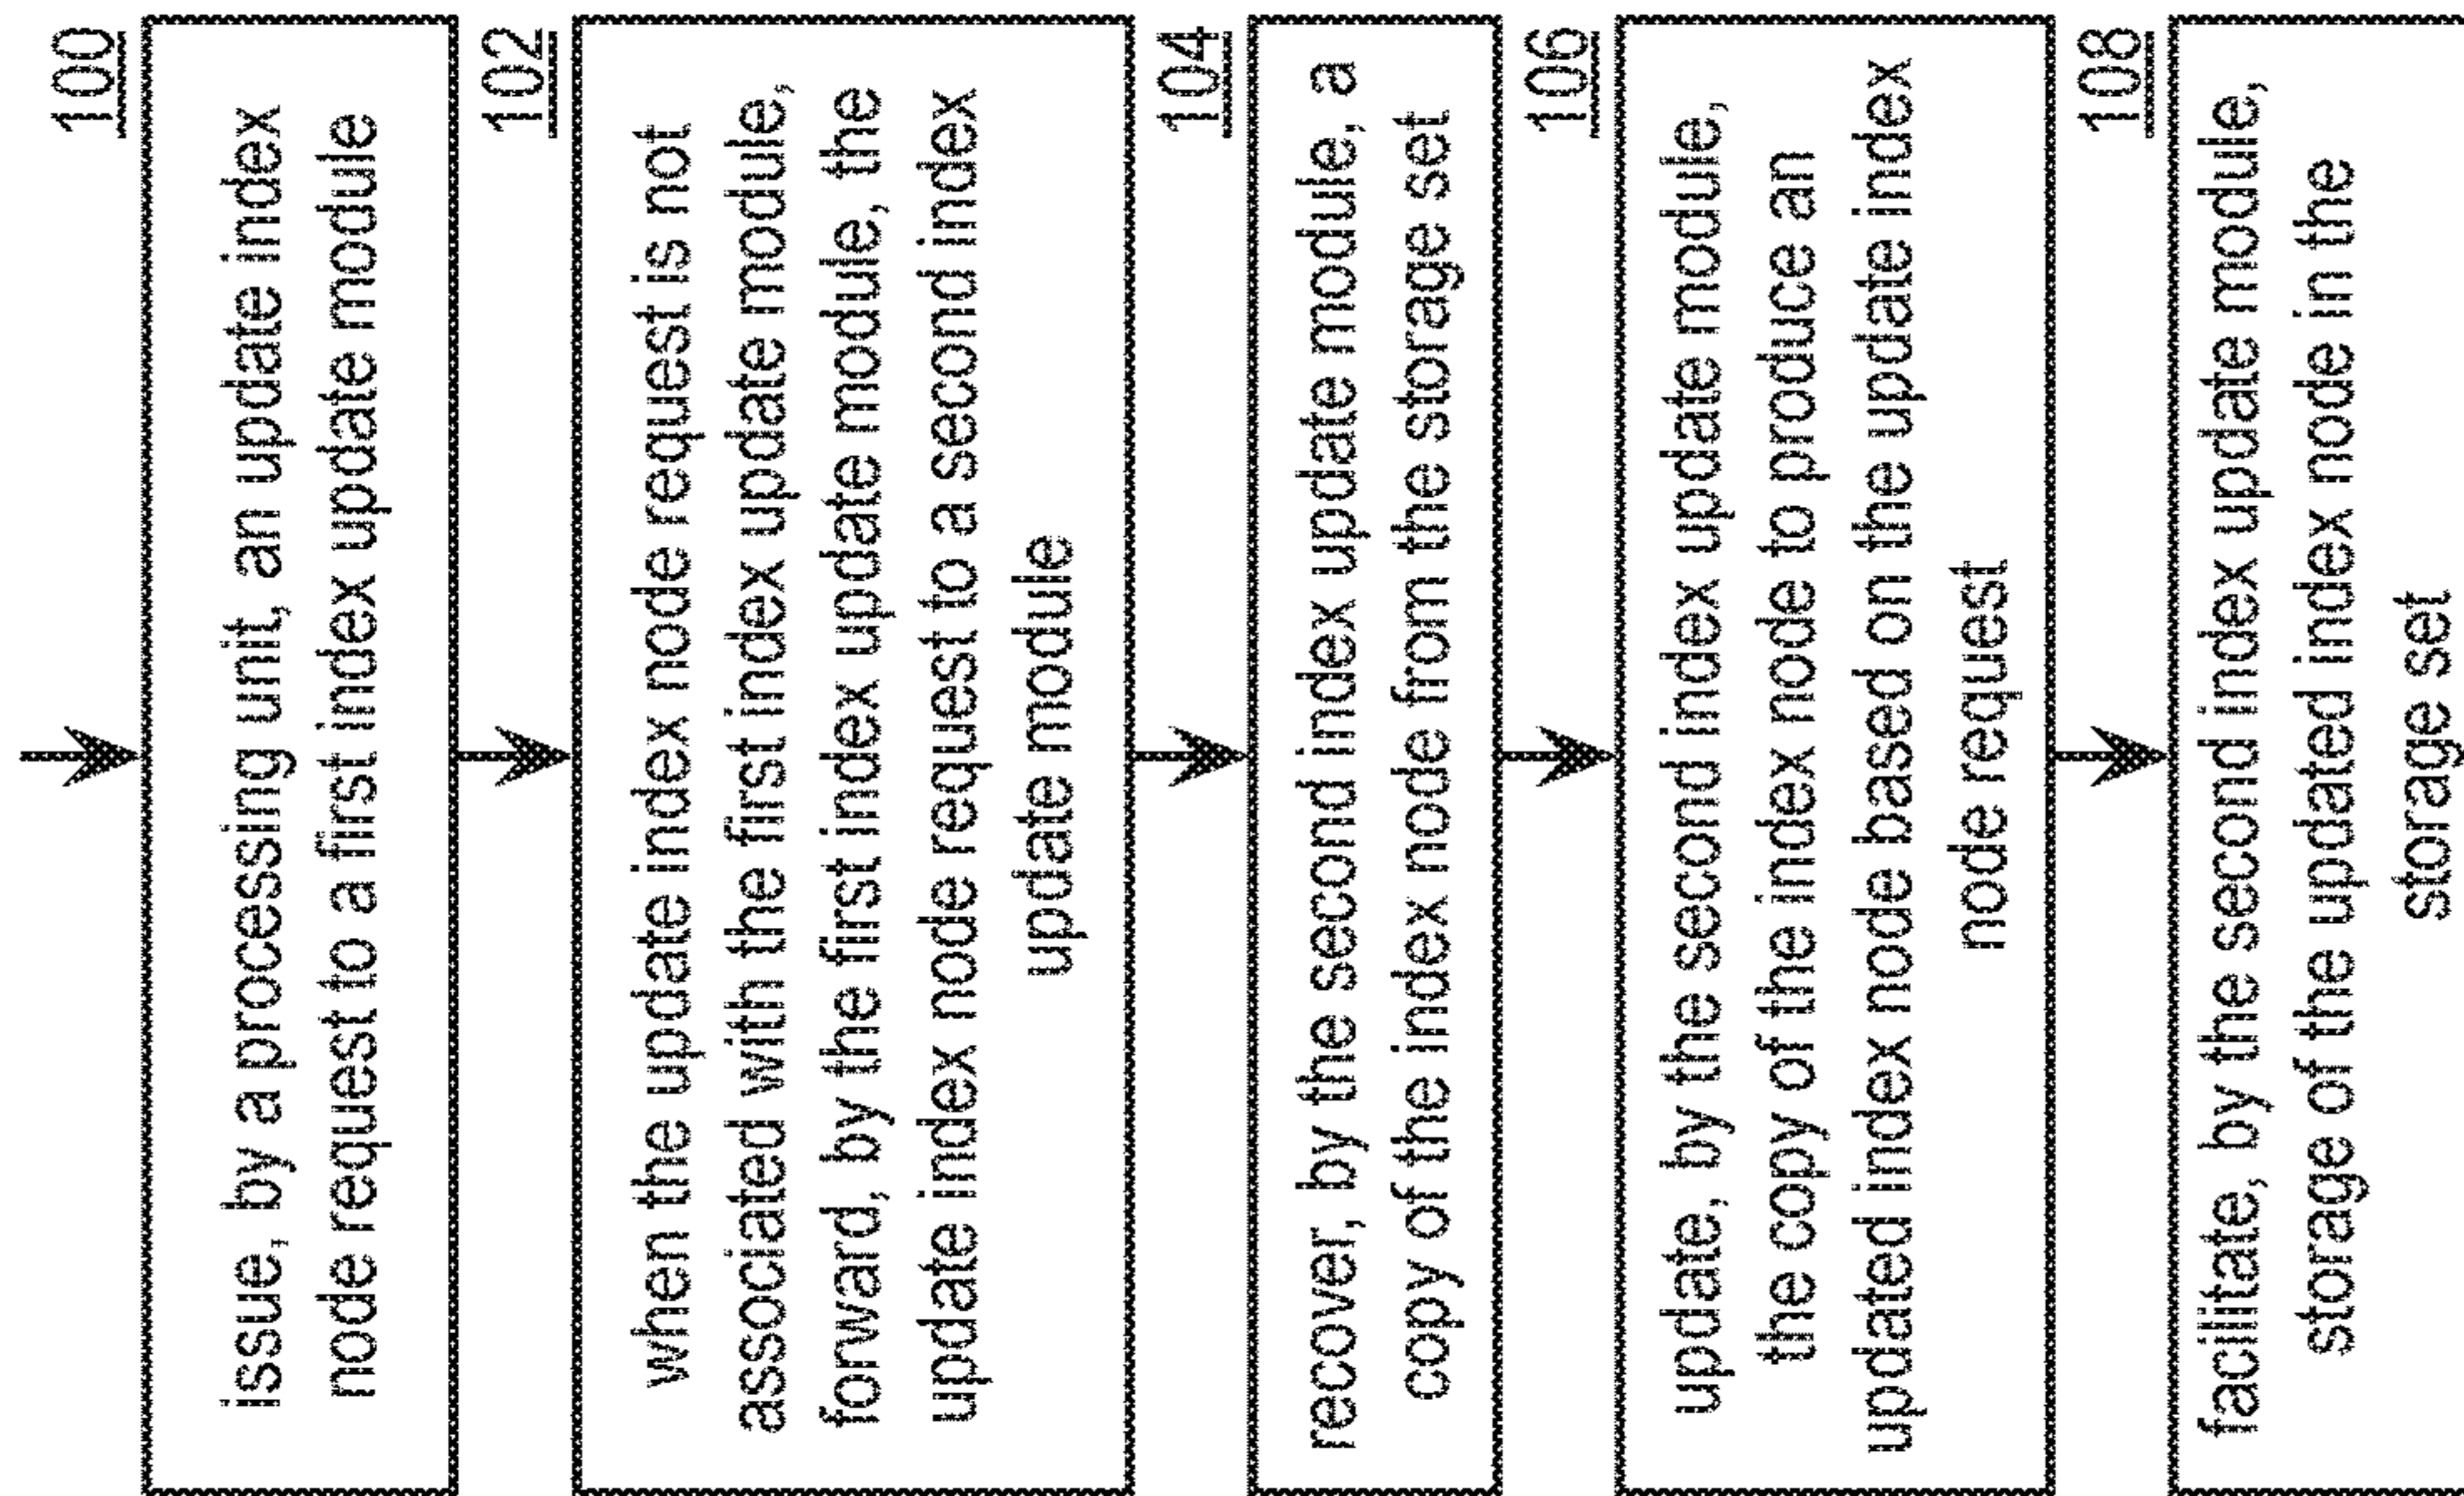 100
issue, by a processing unit, an update index
node request to a first index update module
102
when the update index node request is not
associated with the first index update module,
forward, by the first index update module, the
update index node request to a second index
update module
104
recover, by the second index update module, a
copy of the index node from the storage set
106
update, by the second index update module,
the copy of the index node to produce an
updated index node based on the update index
node request
108
facilitate, by the second index update module,
storage of the updated index node in the
storage set